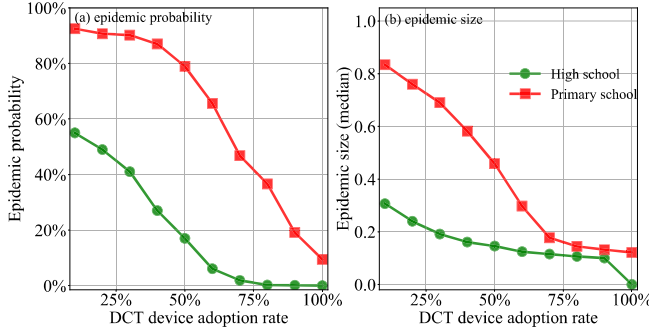 (a) epidemic probability
100%
80%
60%
40%
20%
0%
Epidemic probability
25%
50%
75%
100%
DCT device adoption rate
(b) epidemic size
1.0
0.8
0.6
0.4
0.2
0.0
Epidemic size (median)
High school
Primary school
25%
50%
75%
100%
DCT device adoption rate